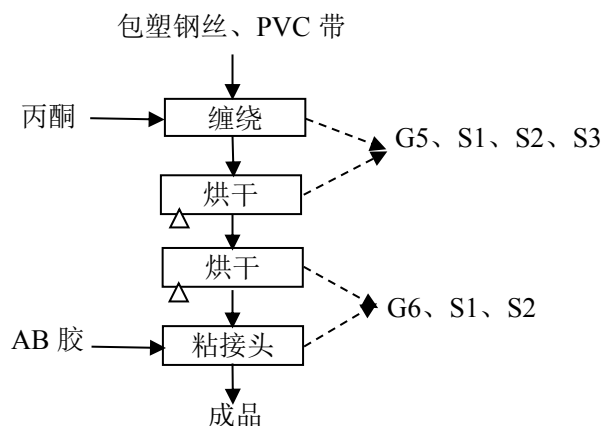 包塑钢丝、PVC 带
丙酮
缠绕
G5、S1、S2、S3
烘干
烘干
G6、S1、S2
AB 胶
粘接头
成品